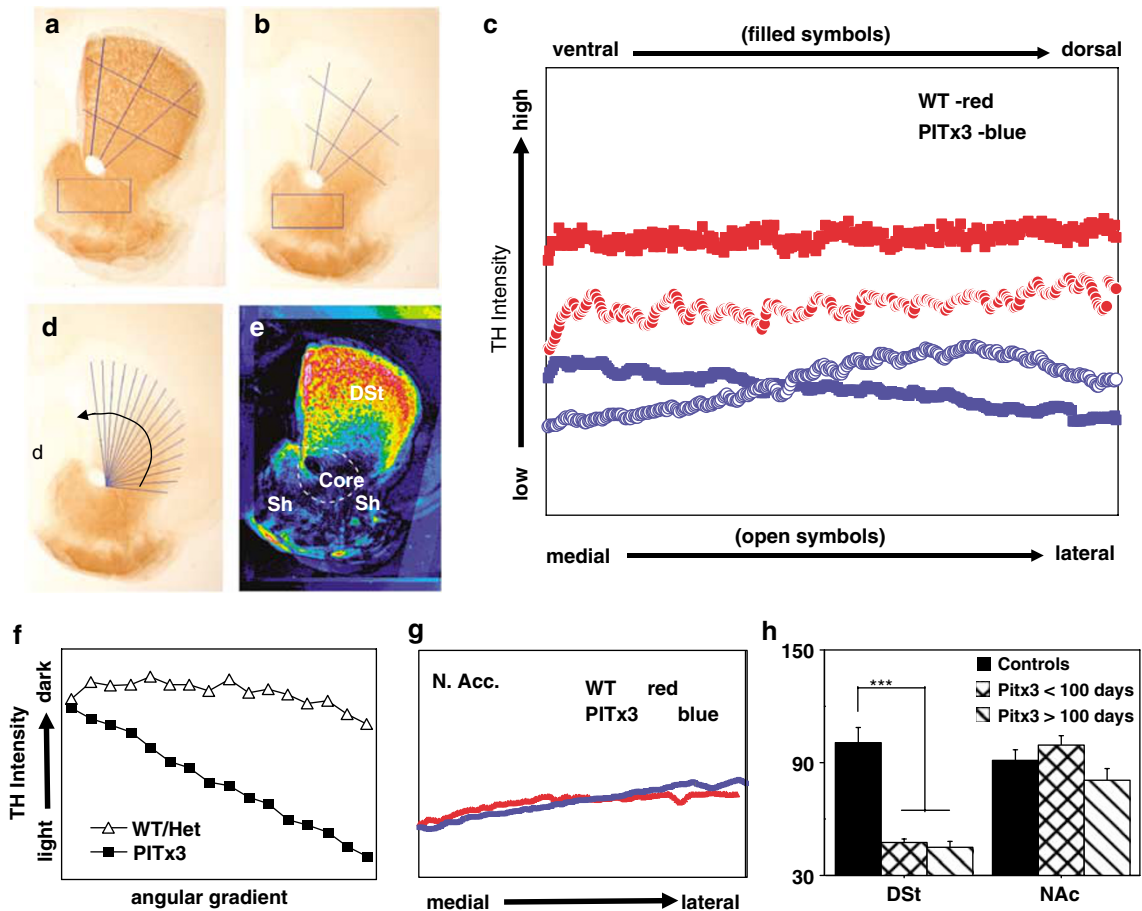 a
b
c
(filled symbols)
ventral
dorsal
high
WT -red
PITx3 -blue
TH Intensity
low
(open symbols)
medial
lateral
d
d
e
DSt
Core
Sh
Sh
f
dark
TH Intensity
light
WT/Het
PITx3
angular gradient
g
N. Acc.
WT red
PITx3 blue
medial
lateral
h
150
90
30
***
Controls
Pitx3 < 100 days
Pitx3 > 100 days
DSt
NAc